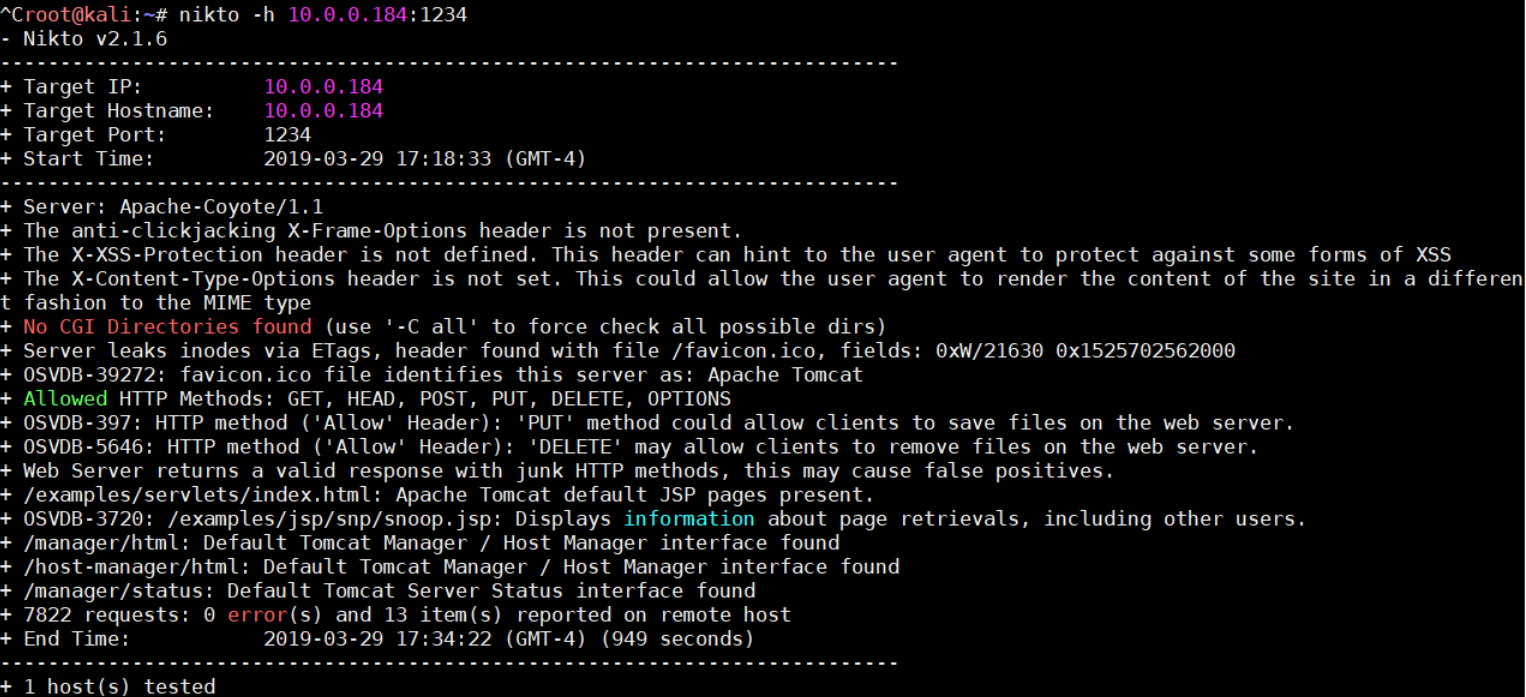 ^Croot@kali:~# nikto -h 10.0.0.184:1234
- Nikto v2.1.6
---------------------------------------------------------------------------
+ Target IP:          10.0.0.184
+ Target Hostname:    10.0.0.184
+ Target Port:        1234
+ Start Time:         2019-03-29 17:18:33 (GMT-4)
---------------------------------------------------------------------------
+ Server: Apache-Coyote/1.1
+ The anti-clickjacking X-Frame-Options header is not present.
+ The X-XSS-Protection header is not defined. This header can hint to the user agent to protect against some forms of XSS
+ The X-Content-Type-Options header is not set. This could allow the user agent to render the content of the site in a differen
t fashion to the MIME type
+ No CGI Directories found (use '-C all' to force check all possible dirs)
+ Server leaks inodes via ETags, header found with file /favicon.ico, fields: 0xW/21630 0x1525702562000
+ OSVDB-39272: favicon.ico file identifies this server as: Apache Tomcat
+ Allowed HTTP Methods: GET, HEAD, POST, PUT, DELETE, OPTIONS
+ OSVDB-397: HTTP method ('Allow' Header): 'PUT' method could allow clients to save files on the web server.
+ OSVDB-5646: HTTP method ('Allow' Header): 'DELETE' may allow clients to remove files on the web server.
+ Web Server returns a valid response with junk HTTP methods, this may cause false positives.
+ /examples/servlets/index.html: Apache Tomcat default JSP pages present.
+ OSVDB-3720: /examples/jsp/snp/snoop.jsp: Displays information about page retrievals, including other users.
+ /manager/html: Default Tomcat Manager / Host Manager interface found
+ /host-manager/html: Default Tomcat Manager / Host Manager interface found
+ /manager/status: Default Tomcat Server Status interface found
+ 7822 requests: 0 error(s) and 13 item(s) reported on remote host
+ End Time:           2019-03-29 17:34:22 (GMT-4) (949 seconds)
---------------------------------------------------------------------------
+ 1 host(s) tested